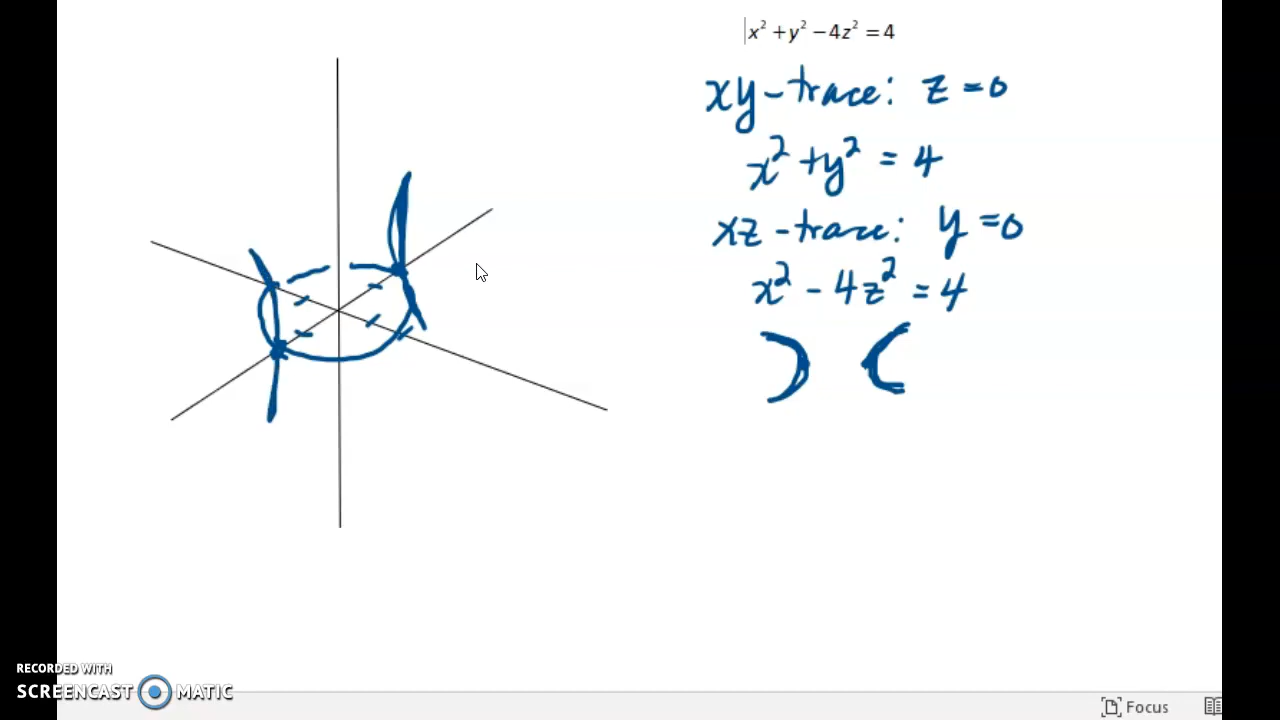 x² + y² − 4z² = 4
xy-trace: z = 0
x² + y² = 4
xz-trace: y = 0
x² - 4z² = 4
RECORDED WITH
SCREENCAST MATIC
Focus